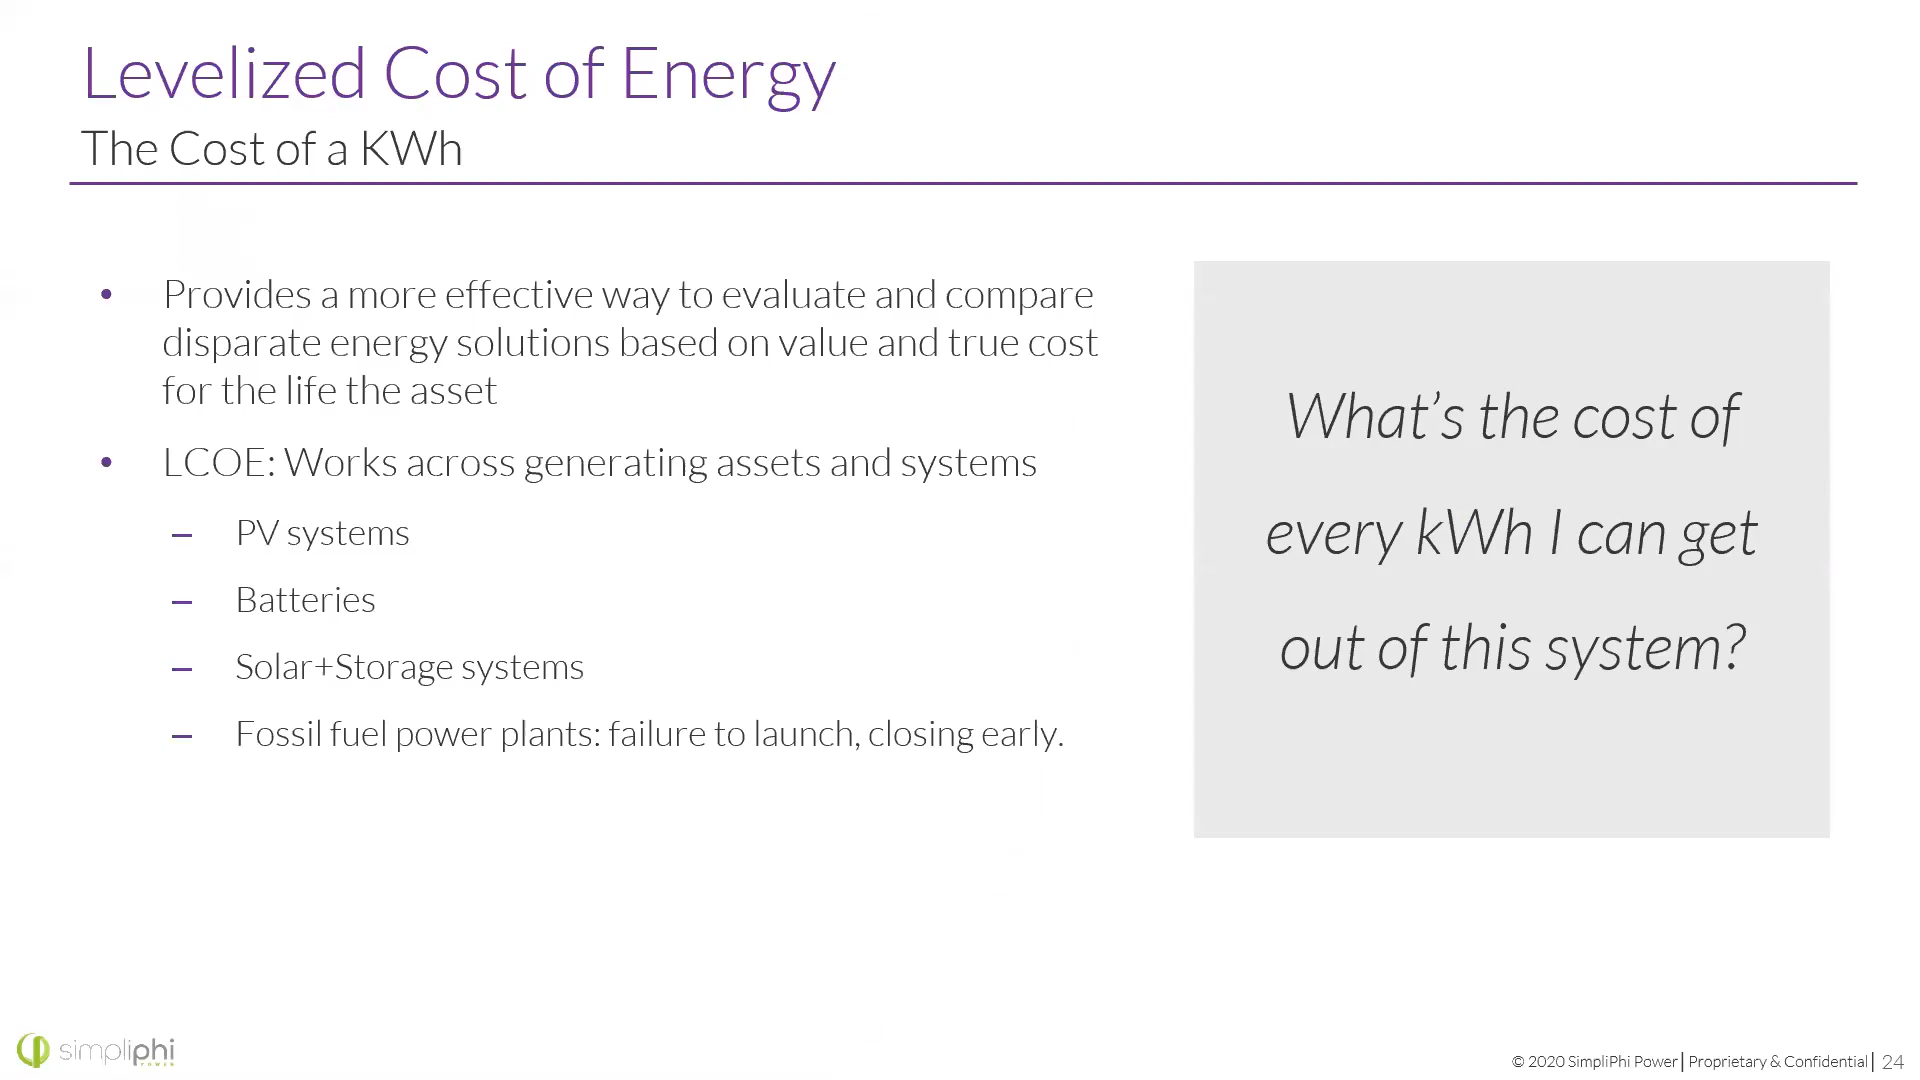 Levelized Cost of Energy
The Cost of a KWh
• Provides a more effective way to evaluate and compare
disparate energy solutions based on value and true cost
for the life the asset
• LCOE: Works across generating assets and systems
– PV systems
– Batteries
– Solar+Storage systems
– Fossil fuel power plants: failure to launch, closing early.
What’s the cost of
every kWh I can get
out of this system?
simpliphi
POWER
© 2020 SimpliPhi Power | Proprietary & Confidential | 24